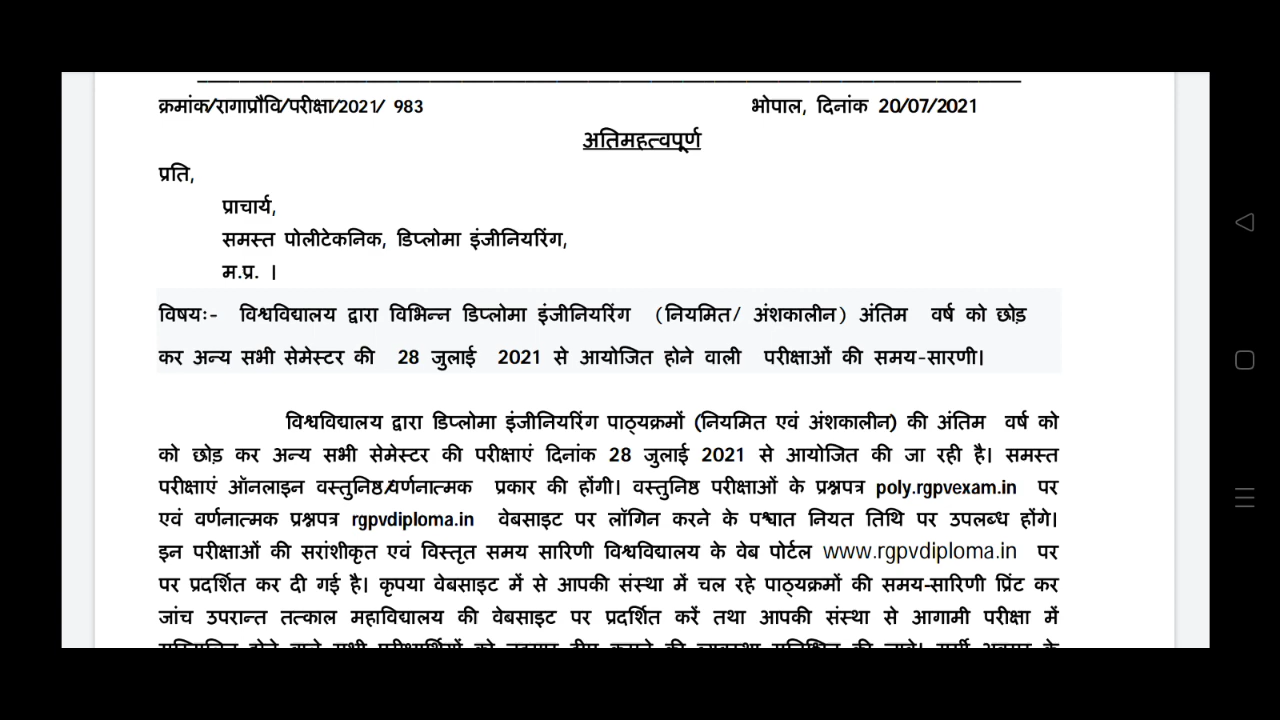 क्रमांक/रागाप्रौवि/परीक्षा/2021/ 983 भोपाल, दिनांक 20/07/2021
अतिमहत्वपूर्ण
प्रति,
प्राचार्य,
समस्त पोलीटेकनिक, डिप्लोमा इंजीनियरिंग,
म.प्र. ।
विषयः- विश्वविद्यालय द्वारा विभिन्न डिप्लोमा इंजीनियरिंग (नियमित/ अंशकालीन) अंतिम वर्ष को छोड़
कर अन्य सभी सेमेस्टर की 28 जुलाई 2021 से आयोजित होने वाली परीक्षाओं की समय-सारणी।
विश्वविद्यालय द्वारा डिप्लोमा इंजीनियरिंग पाठ्यक्रमों (नियमित एवं अंशकालीन) की अंतिम वर्ष को
को छोड़ कर अन्य सभी सेमेस्टर की परीक्षाएं दिनांक 28 जुलाई 2021 से आयोजित की जा रही है। समस्त
परीक्षाएं ऑनलाइन वस्तुनिष्ठ/वर्णनात्मक प्रकार की होंगी। वस्तुनिष्ठ परीक्षाओं के प्रश्नपत्र poly.rgpvexam.in पर
एवं वर्णनात्मक प्रश्नपत्र rgpvdiploma.in वेबसाइट पर लॉगिन करने के पश्चात नियत तिथि पर उपलब्ध होंगे।
इन परीक्षाओं की सरांशीकृत एवं विस्तृत समय सारिणी विश्वविद्यालय के वेब पोर्टल www.rgpvdiploma.in पर
पर प्रदर्शित कर दी गई है। कृपया वेबसाइट में से आपकी संस्था में चल रहे पाठ्यक्रमों की समय-सारिणी प्रिंट कर
जांच उपरान्त तत्काल महाविद्यालय की वेबसाइट पर प्रदर्शित करें तथा आपकी संस्था से आगामी परीक्षा में